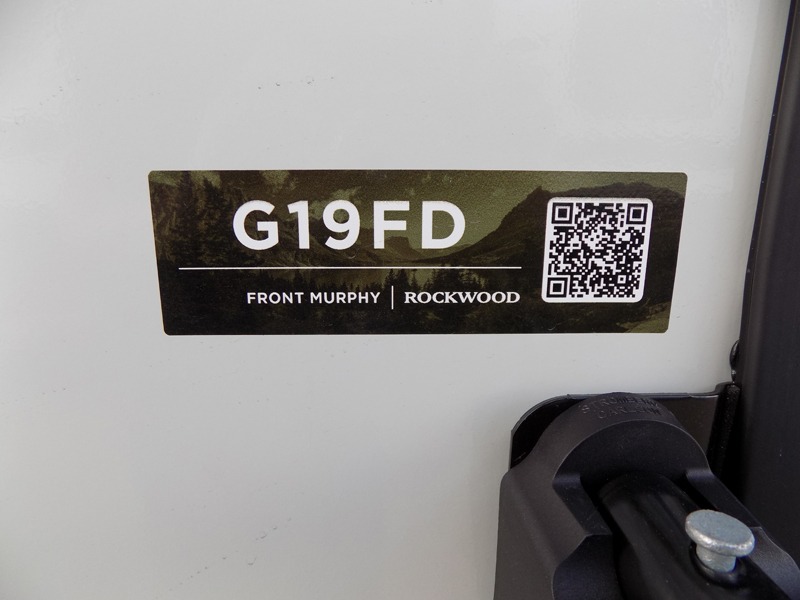 G19FD
FRONT MURPHY | ROCKWOOD